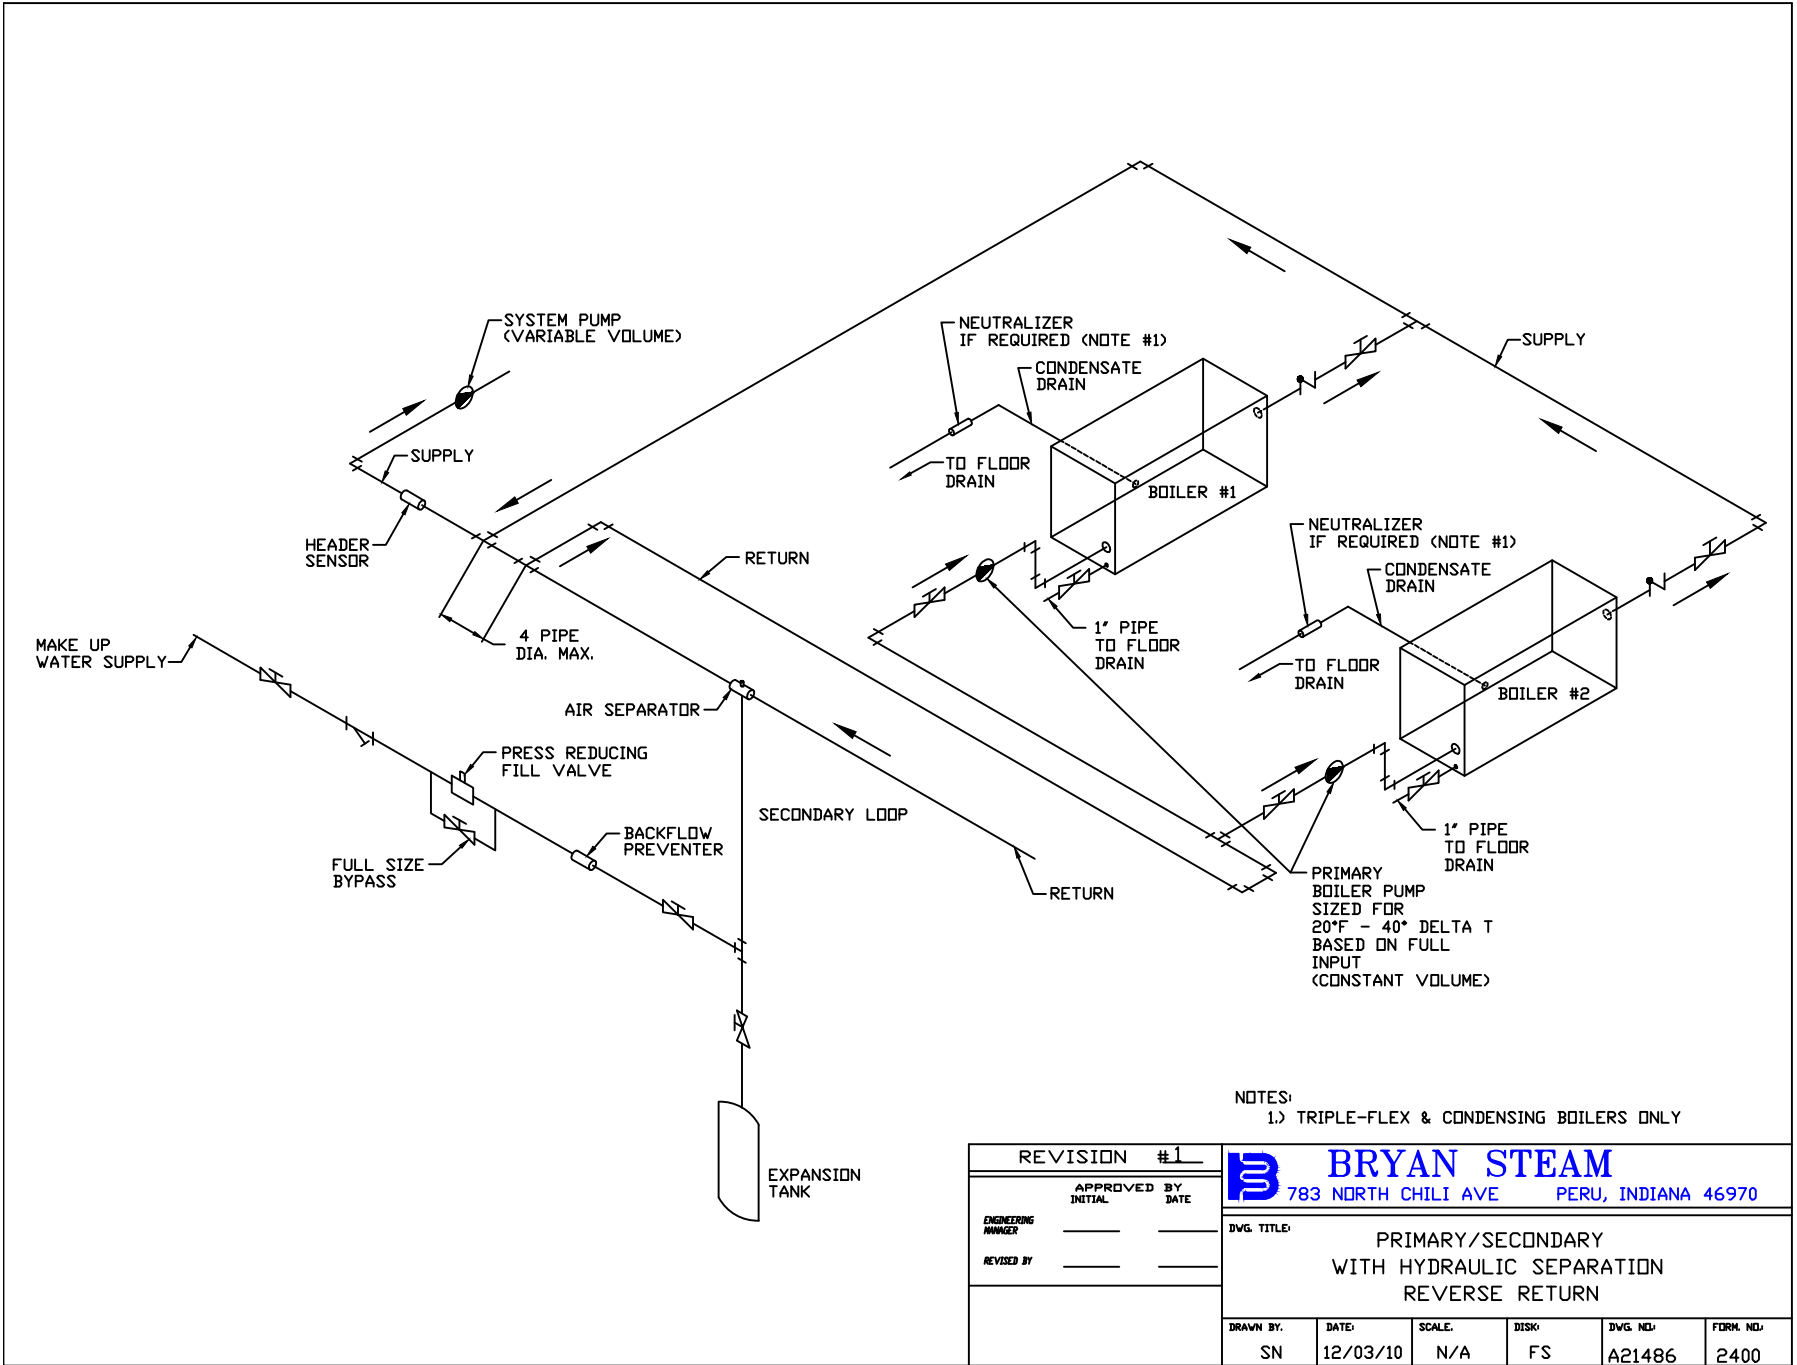 SYSTEM PUMP
(VARIABLE VOLUME)
NEUTRALIZER
IF REQUIRED (NOTE #1)
CONDENSATE
DRAIN
SUPPLY
SUPPLY
TO FLOOR
DRAIN
BOILER #1
HEADER
SENSOR
RETURN
NEUTRALIZER
IF REQUIRED (NOTE #1)
CONDENSATE
DRAIN
4 PIPE
DIA. MAX.
1" PIPE
TO FLOOR
DRAIN
MAKE UP
WATER SUPPLY
TO FLOOR
DRAIN
BOILER #2
AIR SEPARATOR
PRESS REDUCING
FILL VALVE
SECONDARY LOOP
BACKFLOW
PREVENTER
1" PIPE
TO FLOOR
DRAIN
FULL SIZE
BYPASS
RETURN
PRIMARY
BOILER PUMP
SIZED FOR
20°F - 40° DELTA T
BASED ON FULL
INPUT
(CONSTANT VOLUME)
EXPANSION
TANK
NOTES:
1.) TRIPLE-FLEX & CONDENSING BOILERS ONLY
REVISION #1
APPROVED BY
INITIAL DATE
ENGINEERING
MANAGER
REVISED BY
BRYAN STEAM
783 NORTH CHILI AVE PERU, INDIANA 46970
DWG. TITLE:
PRIMARY/SECONDARY
WITH HYDRAULIC SEPARATION
REVERSE RETURN
DRAWN BY. DATE: SCALE. DISK: DWG. NO.: FORM. NO.:
SN 12/03/10 N/A FS A21486 2400